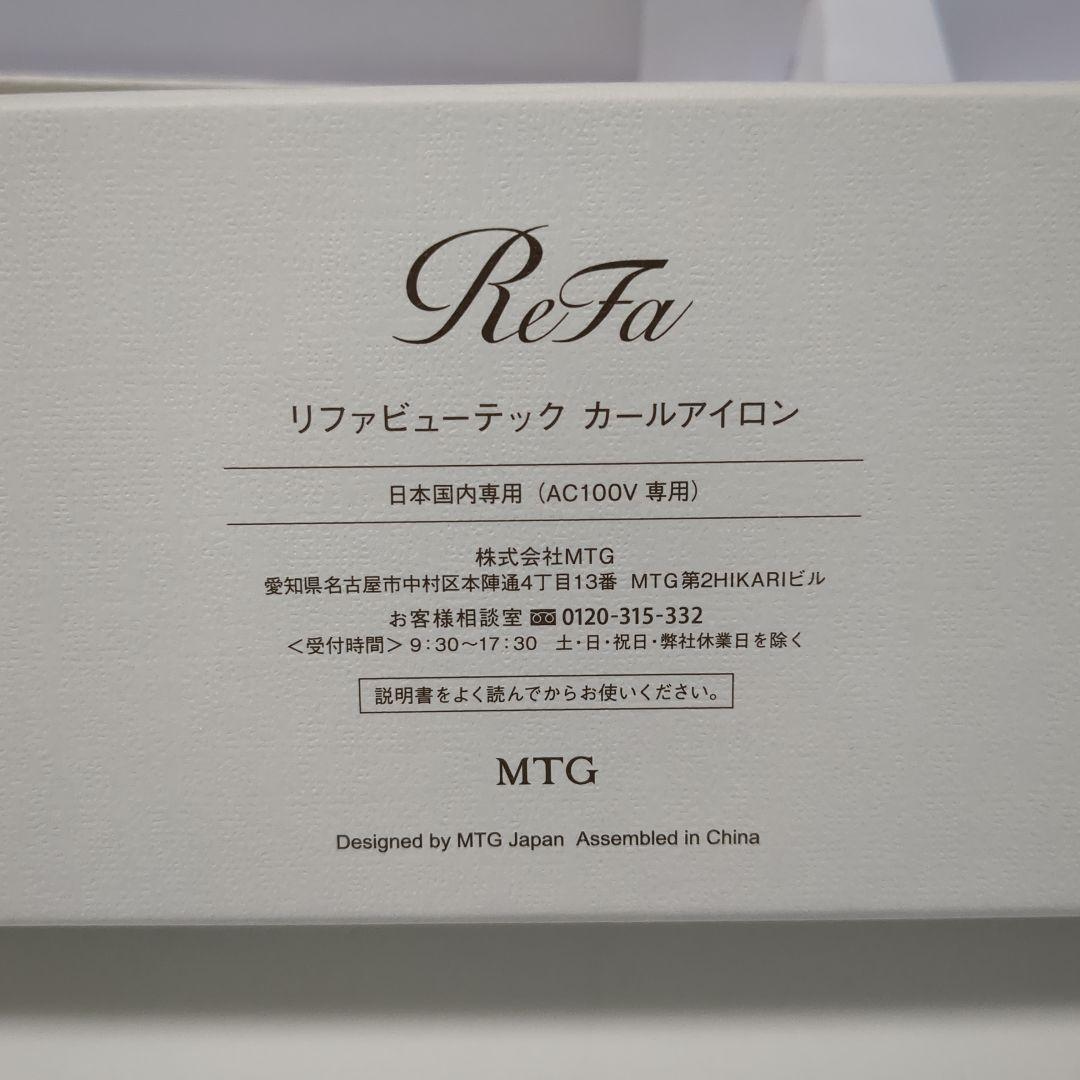 ReFa
リファビューテック カールアイロン
日本国内専用（AC100V 専用）
株式会社MTG
愛知県名古屋市中村区本陣通4丁目13番 MTG第2HIKARIビル
お客様相談室 0120-315-332
＜受付時間＞ 9：30〜17：30 土・日・祝日・弊社休業日を除く
説明書をよく読んでからお使いください。
MTG
Designed by MTG Japan Assembled in China